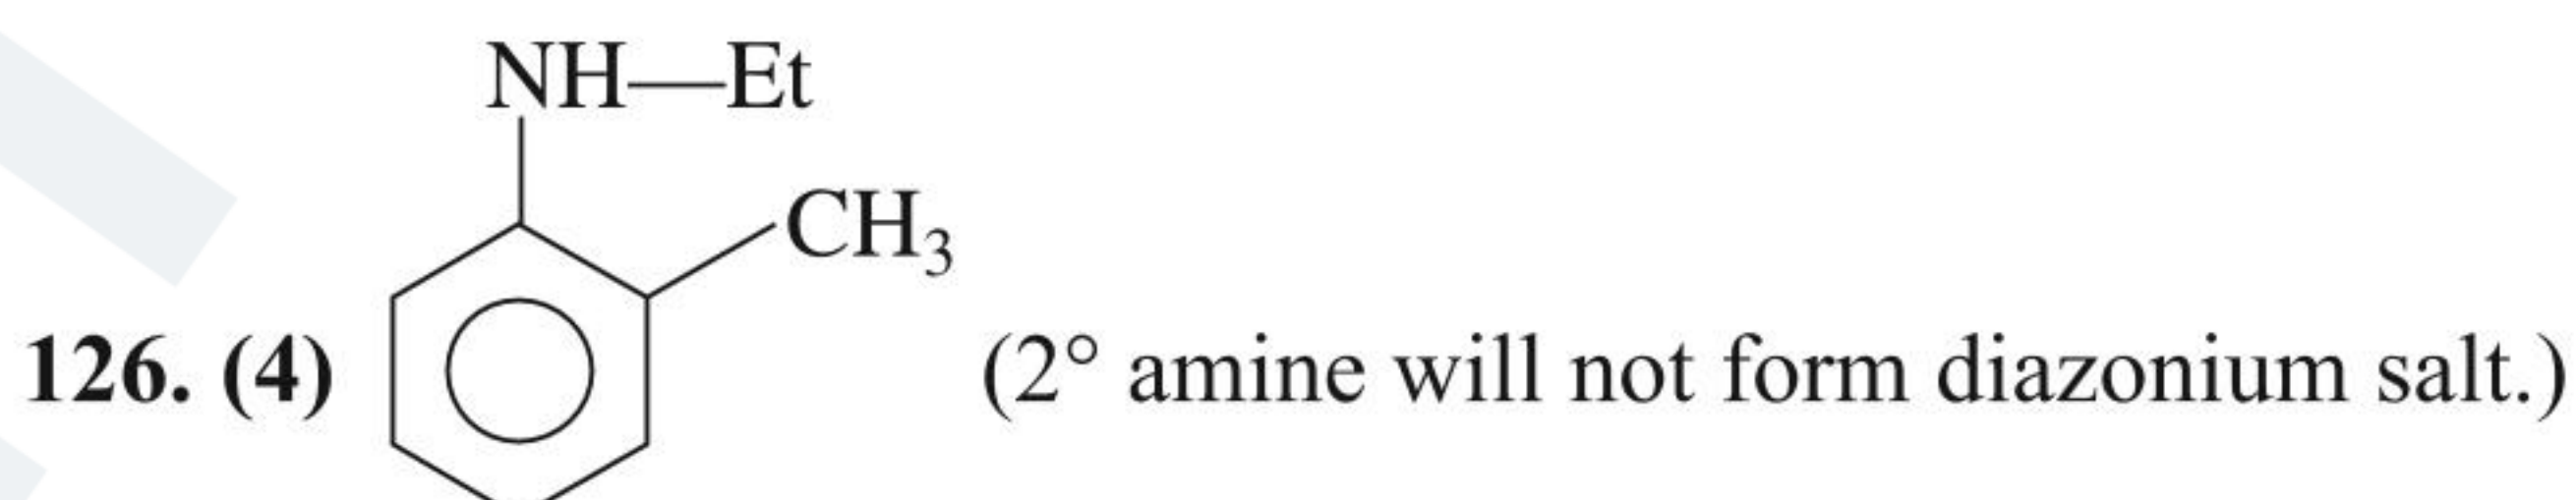 NH—Et
CH₃
126. (4) (2° amine will not form diazonium salt.)